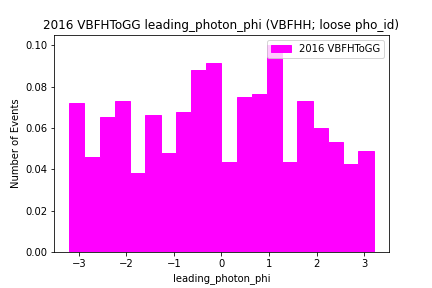 2016 VBFHToGG leading_photon_phi (VBFHH; loose pho_id)
2016 VBFHToGG
0.10
0.08
0.06
0.04
0.02
0.00
Number of Events
−3 −2 −1 0 1 2 3
leading_photon_phi